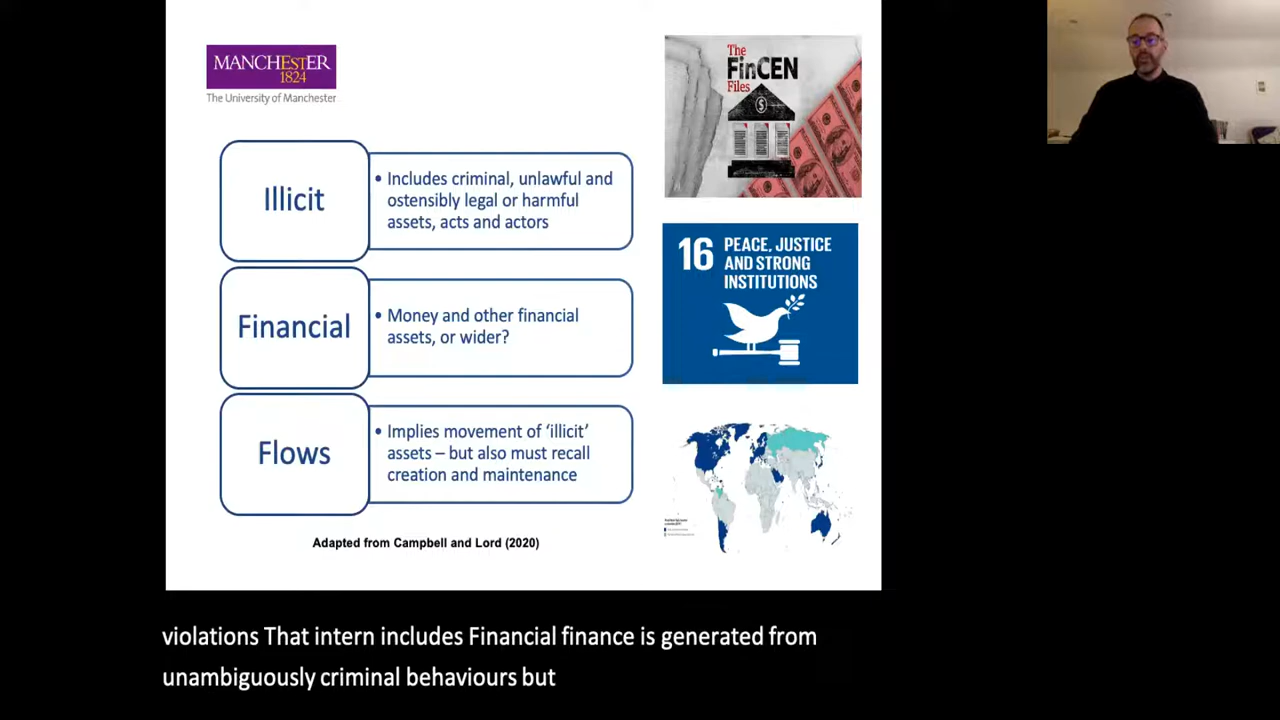 MANCHESTER
1824
The University of Manchester
Illicit
• Includes criminal, unlawful and
ostensibly legal or harmful
assets, acts and actors
Financial
• Money and other financial
assets, or wider?
Flows
• Implies movement of ‘illicit’
assets – but also must recall
creation and maintenance
Adapted from Campbell and Lord (2020)
The
FinCEN
Files
$
16 PEACE, JUSTICE
AND STRONG
INSTITUTIONS
violations That intern includes Financial finance is generated from
unambiguously criminal behaviours but